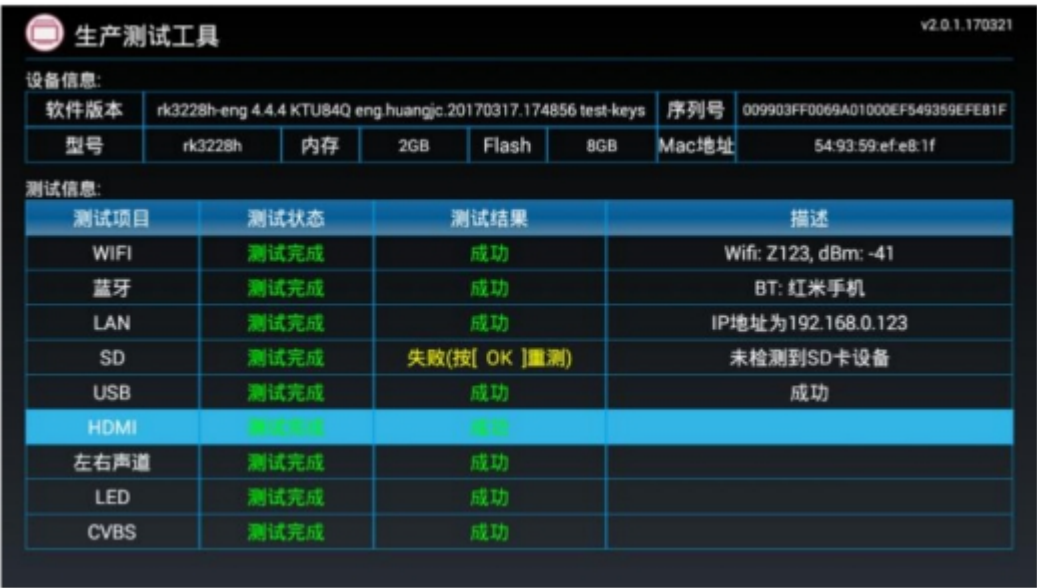 生产测试工具
v2.0.1.170321
设备信息:
软件版本 rk3228h-eng 4.4.4 KTU84Q eng.huangjc.20170317.174856 test-keys 序列号 009903FF0069A01000EF549359EFE81F
型号 rk3228h 内存 2GB Flash 8GB Mac地址 54:93:59:ef:e8:1f
测试信息:
测试项目 测试状态 测试结果 描述
WIFI 测试完成 成功 Wifi: Z123, dBm: -41
蓝牙 测试完成 成功 BT: 红米手机
LAN 测试完成 成功 IP地址为192.168.0.123
SD 测试完成 失败(按[ OK ]重测) 未检测到SD卡设备
USB 测试完成 成功 成功
HDMI 测试完成 成功
左右声道 测试完成 成功
LED 测试完成 成功
CVBS 测试完成 成功